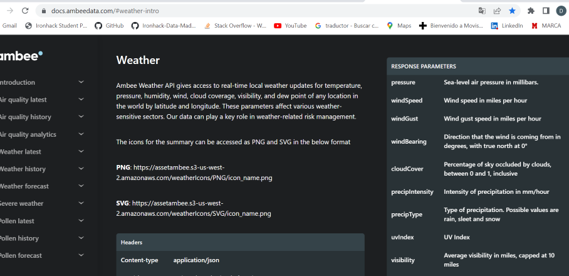 docs.ambeedata.com/#weather-intro
Gmail
Ironhack Student P...
GitHub
Ironhack-Data-Mad...
Stack Overflow - W...
YouTube
traductor - Buscar c...
Maps
Bienvenido a Movis...
LinkedIn
MARCA
ambee
Introduction
Air quality latest
Air quality history
Air quality analytics
Weather latest
Weather history
Weather forecast
Severe weather
Pollen latest
Pollen history
Pollen forecast
Weather
Ambee Weather API gives access to real-time local weather updates for temperature,
pressure, humidity, wind, cloud coverage, visibility, and dew point of any location in
the world by latitude and longitude. These parameters affect various weather-
sensitive sectors. Our data can play a key role in weather-related risk management.
The icons for the summary can be accessed as PNG and SVG in the below format
PNG: https://assetambee.s3-us-west-
2.amazonaws.com/weatherIcons/PNG/icon_name.png
SVG: https://assetambee.s3-us-west-
2.amazonaws.com/weatherIcons/SVG/icon_name.png
Headers
Content-type application/json
RESPONSE PARAMETERS
pressure Sea-level air pressure in millibars.
windSpeed Wind speed in miles per hour
windGust Wind gust speed in miles per hour
windBearing Direction that the wind is coming from in
degrees, with true north at 0°
cloudCover Percentage of sky occluded by clouds,
between 0 and 1, inclusive
precipIntensity Intensity of precipitation in mm/hour
precipType Type of precipitation. Possible values are
rain, sleet and snow
uvIndex UV Index
visibility Average visibility in miles, capped at 10
miles